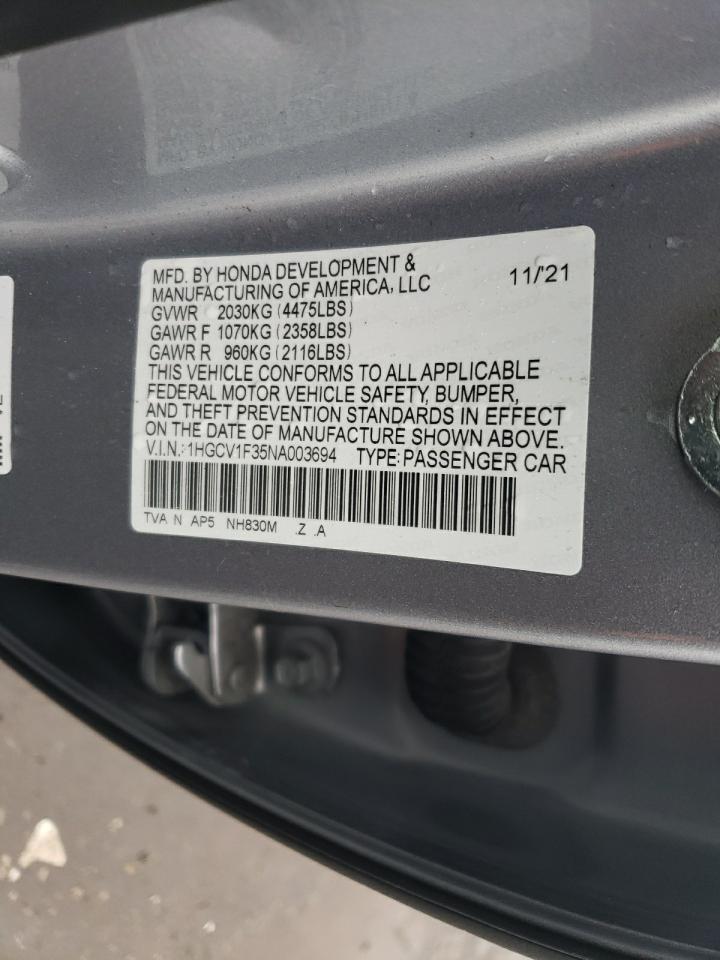 MFD. BY HONDA DEVELOPMENT & 11/'21
MANUFACTURING OF AMERICA, LLC
GVWR 2030KG (4475LBS)
GAWR F 1070KG (2358LBS)
GAWR R 960KG (2116LBS)
THIS VEHICLE CONFORMS TO ALL APPLICABLE
FEDERAL MOTOR VEHICLE SAFETY, BUMPER,
AND THEFT PREVENTION STANDARDS IN EFFECT
ON THE DATE OF MANUFACTURE SHOWN ABOVE.
V.I.N.:1HGCV1F35NA003694 TYPE:PASSENGER CAR
TVA N AP5 NH830M .Z .A